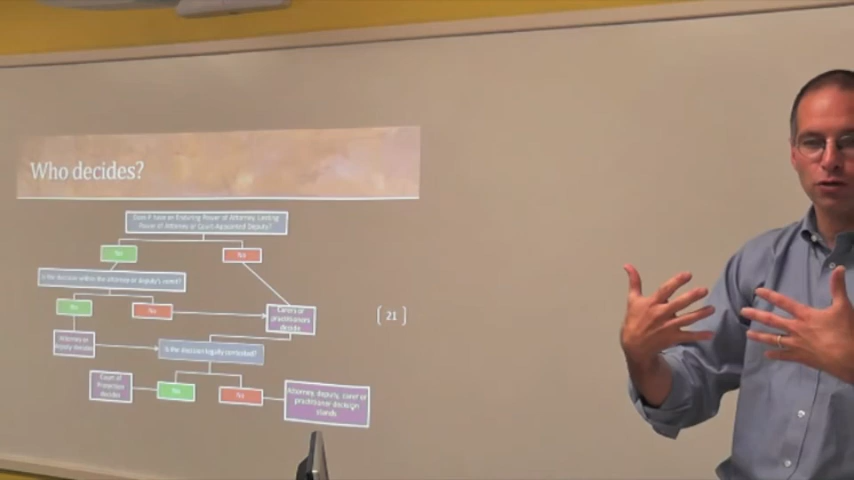 Who decides?
Does P have an Enduring Power of Attorney, Lasting
Power of Attorney or Court Appointed Deputy?
Yes
No
Is the decision within the attorney or deputy's remit?
Yes
No
Carers or
practitioners
decide
[ 21 ]
Attorney or
deputy decides
Is the decision legally contested?
Court of
Protection
decides
Yes
No
Attorney, deputy, carer or
practitioner decision
stands